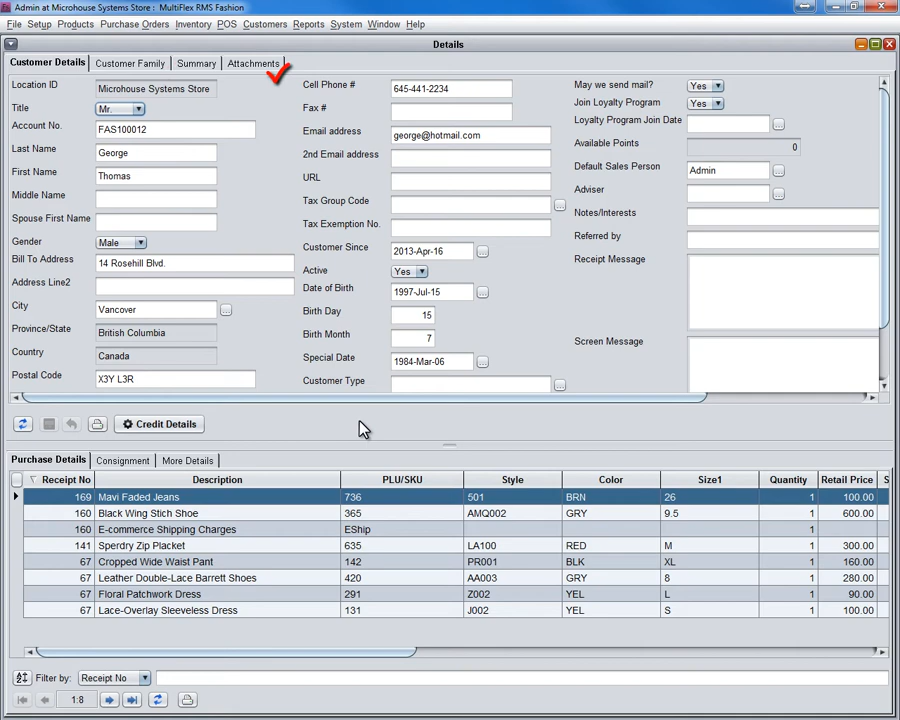 Admin at Microhouse Systems Store : MultiFlex RMS Fashion
File Setup Products Purchase Orders Inventory POS Customers Reports System Window Help
Details
Customer Details Customer Family Summary Attachments
Location ID Microhouse Systems Store
Title Mr.
Account No. FAS100012
Last Name George
First Name Thomas
Middle Name
Spouse First Name
Gender Male
Bill To Address 14 Rosehill Blvd.
Address Line2
City Vancover ...
Province/State British Columbia
Country Canada
Postal Code X3Y L3R
Cell Phone # 645-441-2234
Fax #
Email address george@hotmail.com
2nd Email address
URL
Tax Group Code ...
Tax Exemption No.
Customer Since 2013-Apr-16 ...
Active Yes
Date of Birth 1997-Jul-15 ...
Birth Day 15
Birth Month 7
Special Date 1984-Mar-06 ...
Customer Type ...
May we send mail? Yes
Join Loyalty Program Yes
Loyalty Program Join Date ...
Available Points 0
Default Sales Person Admin ...
Adviser ...
Notes/Interests
Referred by
Receipt Message
Screen Message
Credit Details
Purchase Details Consignment More Details
Receipt No Description PLU/SKU Style Color Size1 Quantity Retail Price S
169 Mavi Faded Jeans 736 501 BRN 26 1 100.00
160 Black Wing Stich Shoe 365 AMQ002 GRY 9.5 1 600.00
160 E-commerce Shipping Charges EShip 1
141 Sperdry Zip Placket 635 LA100 RED M 1 300.00
67 Cropped Wide Waist Pant 142 PR001 BLK XL 1 160.00
67 Leather Double-Lace Barrett Shoes 420 AA003 GRY 8 1 280.00
67 Floral Patchwork Dress 291 Z002 YEL L 1 90.00
67 Lace-Overlay Sleeveless Dress 131 J002 YEL S 1 100.00
Filter by: Receipt No
1:8